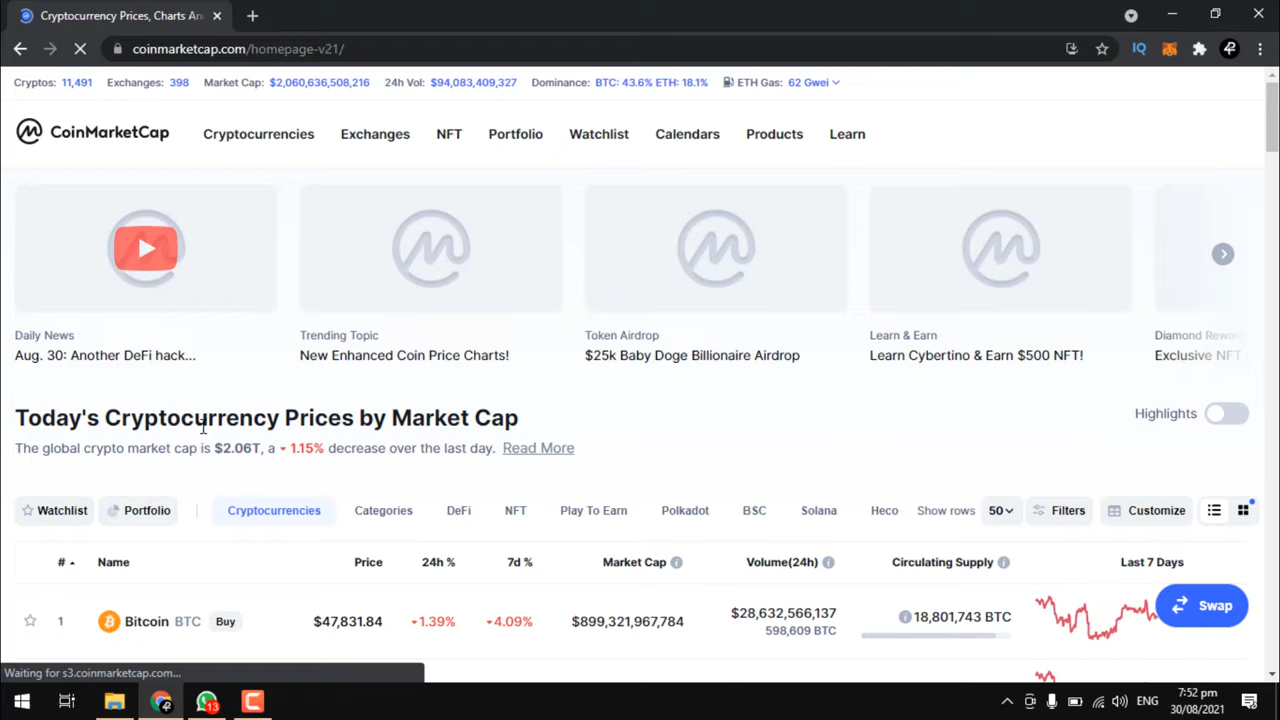 Cryptocurrency Prices, Charts An
coinmarketcap.com/homepage-v21/
Cryptos: 11,491 Exchanges: 398 Market Cap: $2,060,636,508,216 24h Vol: $94,083,409,327 Dominance: BTC: 43.6% ETH: 18.1% ETH Gas: 62 Gwei
CoinMarketCap Cryptocurrencies Exchanges NFT Portfolio Watchlist Calendars Products Learn
Daily News Trending Topic Token Airdrop Learn & Earn Diamond Rewar
Aug. 30: Another DeFi hack... New Enhanced Coin Price Charts! $25k Baby Doge Billionaire Airdrop Learn Cybertino & Earn $500 NFT! Exclusive NFT
Today's Cryptocurrency Prices by Market Cap Highlights
The global crypto market cap is $2.06T, a 1.15% decrease over the last day. Read More
Watchlist Portfolio Cryptocurrencies Categories DeFi NFT Play To Earn Polkadot BSC Solana Heco Show rows 50 Filters Customize
# Name Price 24h % 7d % Market Cap Volume(24h) Circulating Supply Last 7 Days
1 Bitcoin BTC Buy $47,831.84 1.39% 4.09% $899,321,967,784 $28,632,566,137 18,801,743 BTC
598,609 BTC
Swap
Waiting for s3.coinmarketcap.com...
13 ENG 7:52 pm
30/08/2021